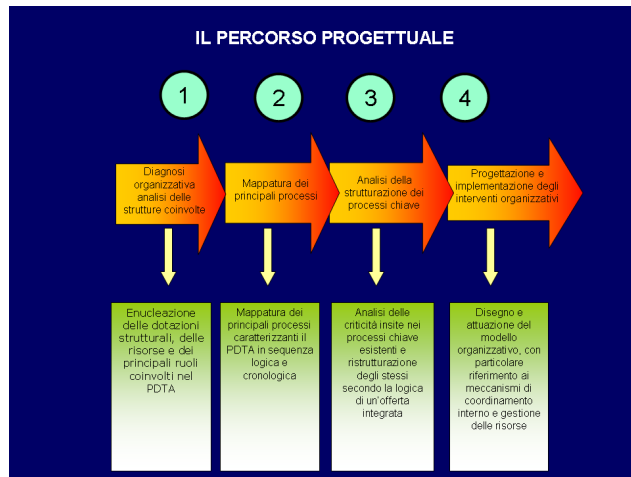 IL PERCORSO PROGETTUALE
1
2
3
4
Diagnosi
organizzativa
analisi delle
strutture coinvolte
Mappatura dei
principali processi
Analisi della
strutturazione dei
processi chiave
Progettazione e
implementazione degli
interventi organizzativi
Enucleazione
delle dotazioni
strutturali, delle
risorse e dei
principali ruoli
coinvolti nel
PDTA
Mappatura dei
principali processi
caratterizzanti il
PDTA in sequenza
logica e
cronologica
Analisi delle
criticità insite nei
processi chiave
esistenti e
ristrutturazione
degli stessi
secondo la logica
di un'offerta
integrata
Disegno e
attuazione del
modello
organizzativo, con
particolare
riferimento ai
meccanismi di
coordinamento
interno e gestione
delle risorse